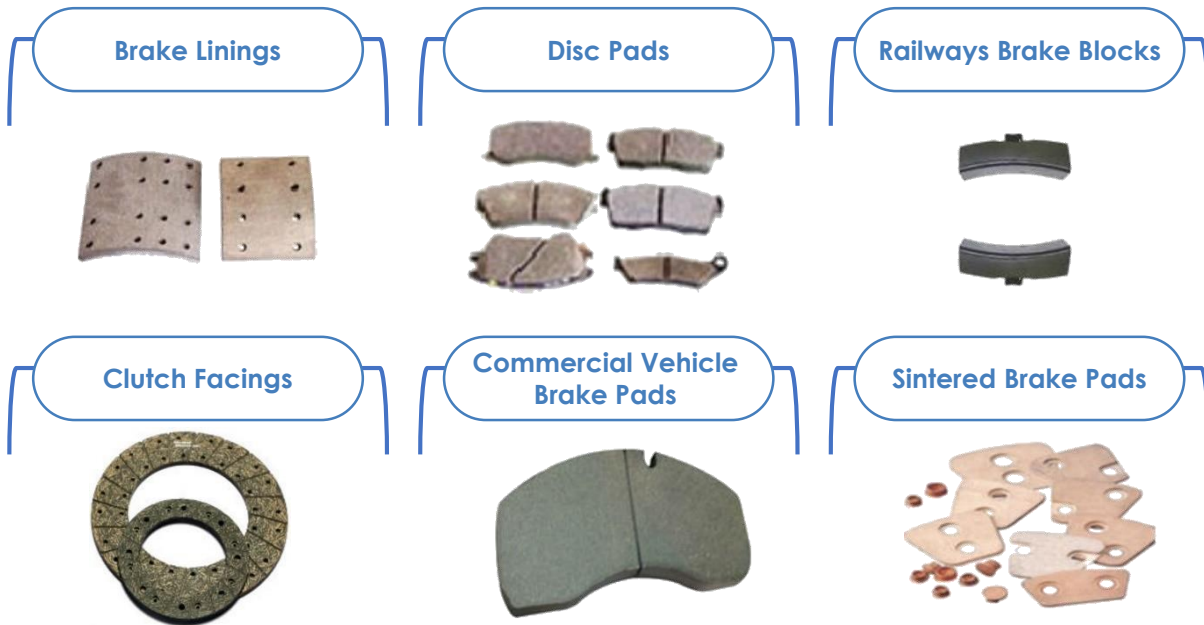 Brake Linings
Disc Pads
Railways Brake Blocks
Clutch Facings
Commercial Vehicle
Brake Pads
Sintered Brake Pads